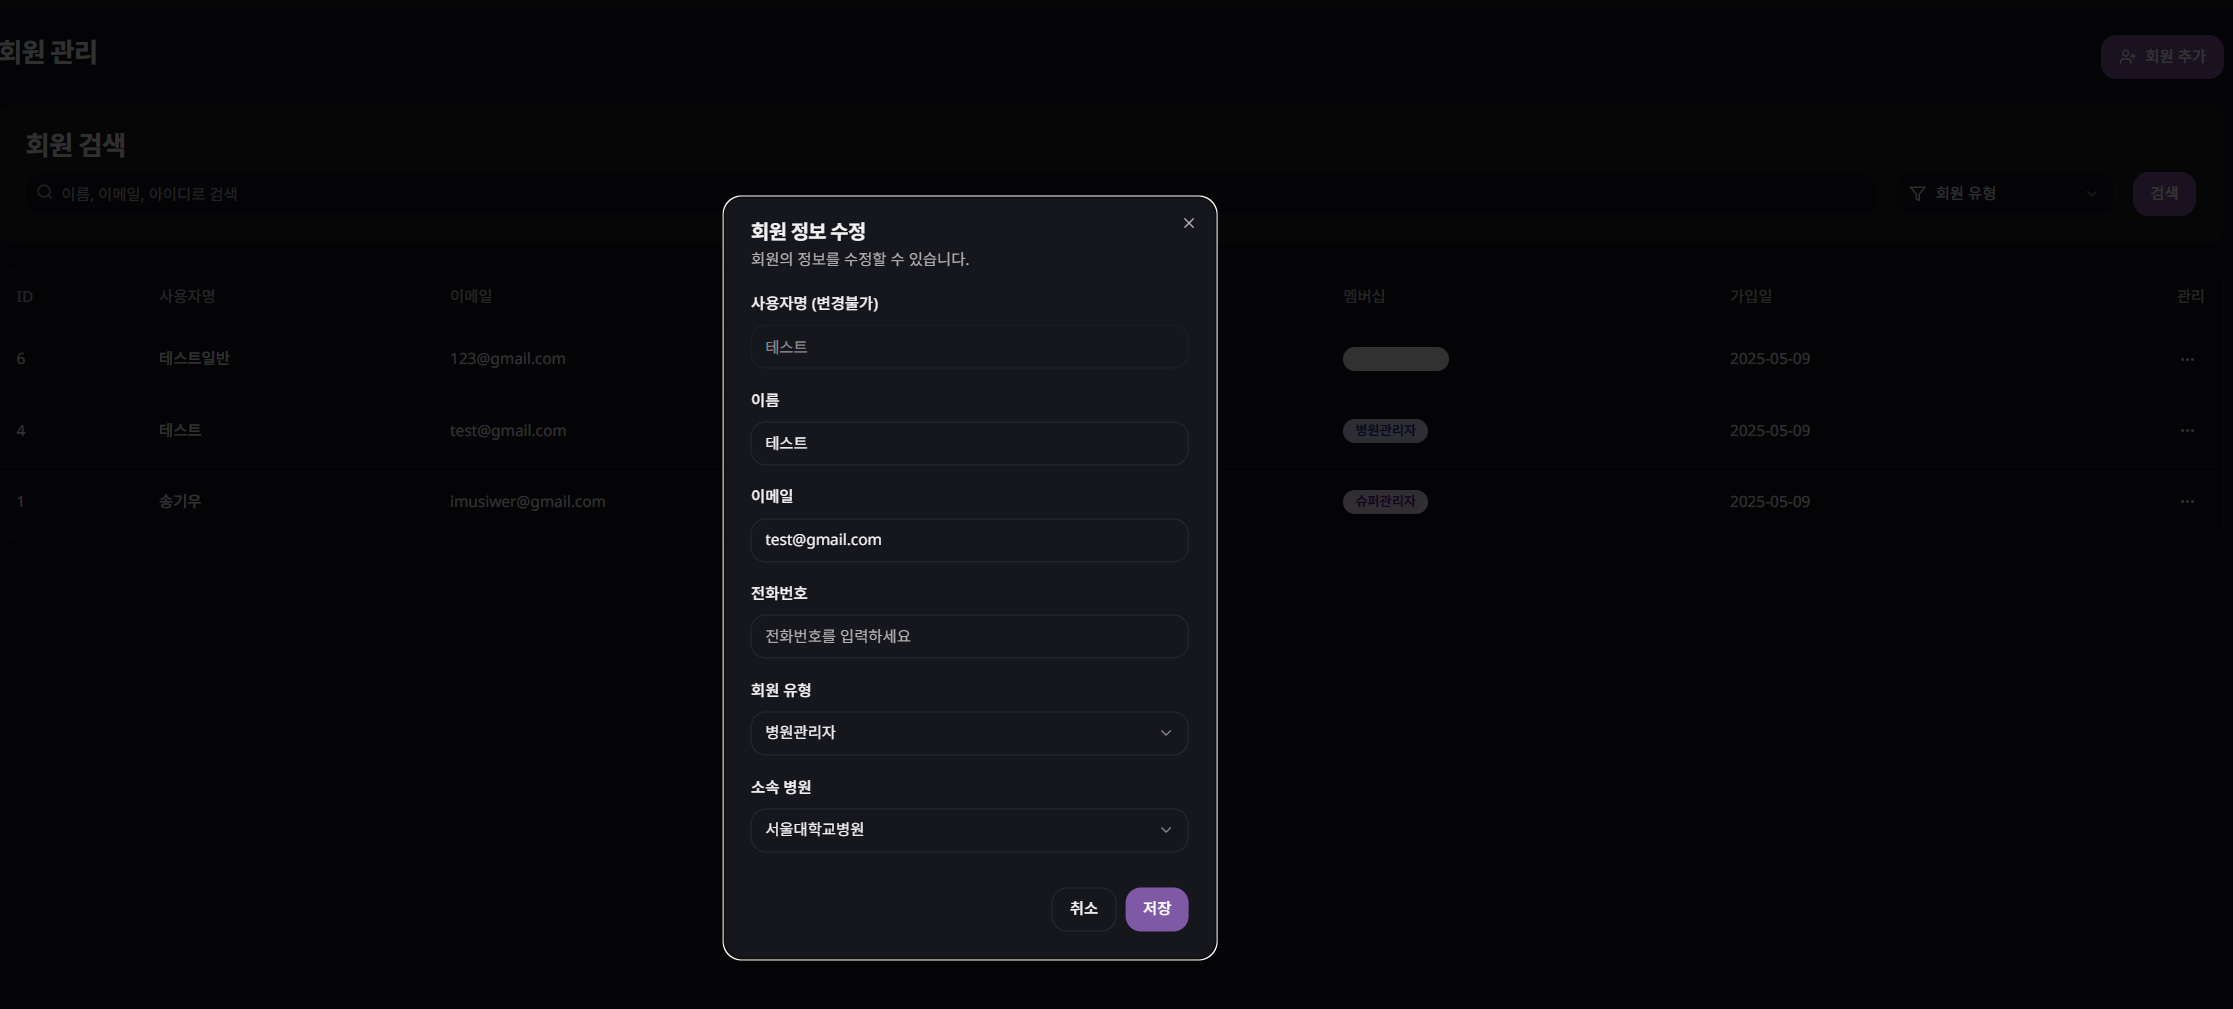 회원 관리
회원 추가
회원 검색
이름, 이메일, 아이디로 검색
회원 유형
검색
ID 사용자명 이메일 멤버십 가입일 관리
6 테스트일반 123@gmail.com 2025-05-09
4 테스트 test@gmail.com 병원관리자 2025-05-09
1 송기우 imusiwer@gmail.com 슈퍼관리자 2025-05-09
회원 정보 수정
회원의 정보를 수정할 수 있습니다.
사용자명 (변경불가)
테스트
이름
테스트
이메일
test@gmail.com
전화번호
전화번호를 입력하세요
회원 유형
병원관리자
소속 병원
서울대학교병원
취소 저장